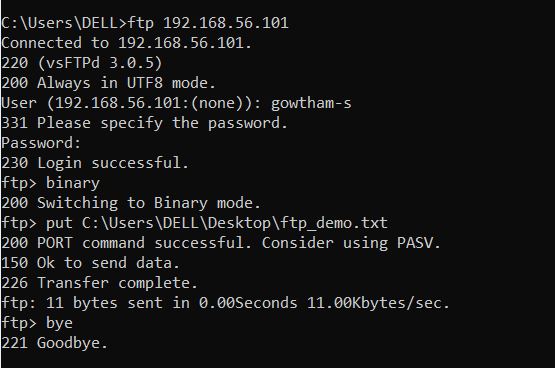 C:\Users\DELL>ftp 192.168.56.101
Connected to 192.168.56.101.
220 (vsFTPd 3.0.5)
200 Always in UTF8 mode.
User (192.168.56.101:(none)): gowtham-s
331 Please specify the password.
Password:
230 Login successful.
ftp> binary
200 Switching to Binary mode.
ftp> put C:\Users\DELL\Desktop\ftp_demo.txt
200 PORT command successful. Consider using PASV.
150 Ok to send data.
226 Transfer complete.
ftp: 11 bytes sent in 0.00Seconds 11.00Kbytes/sec.
ftp> bye
221 Goodbye.